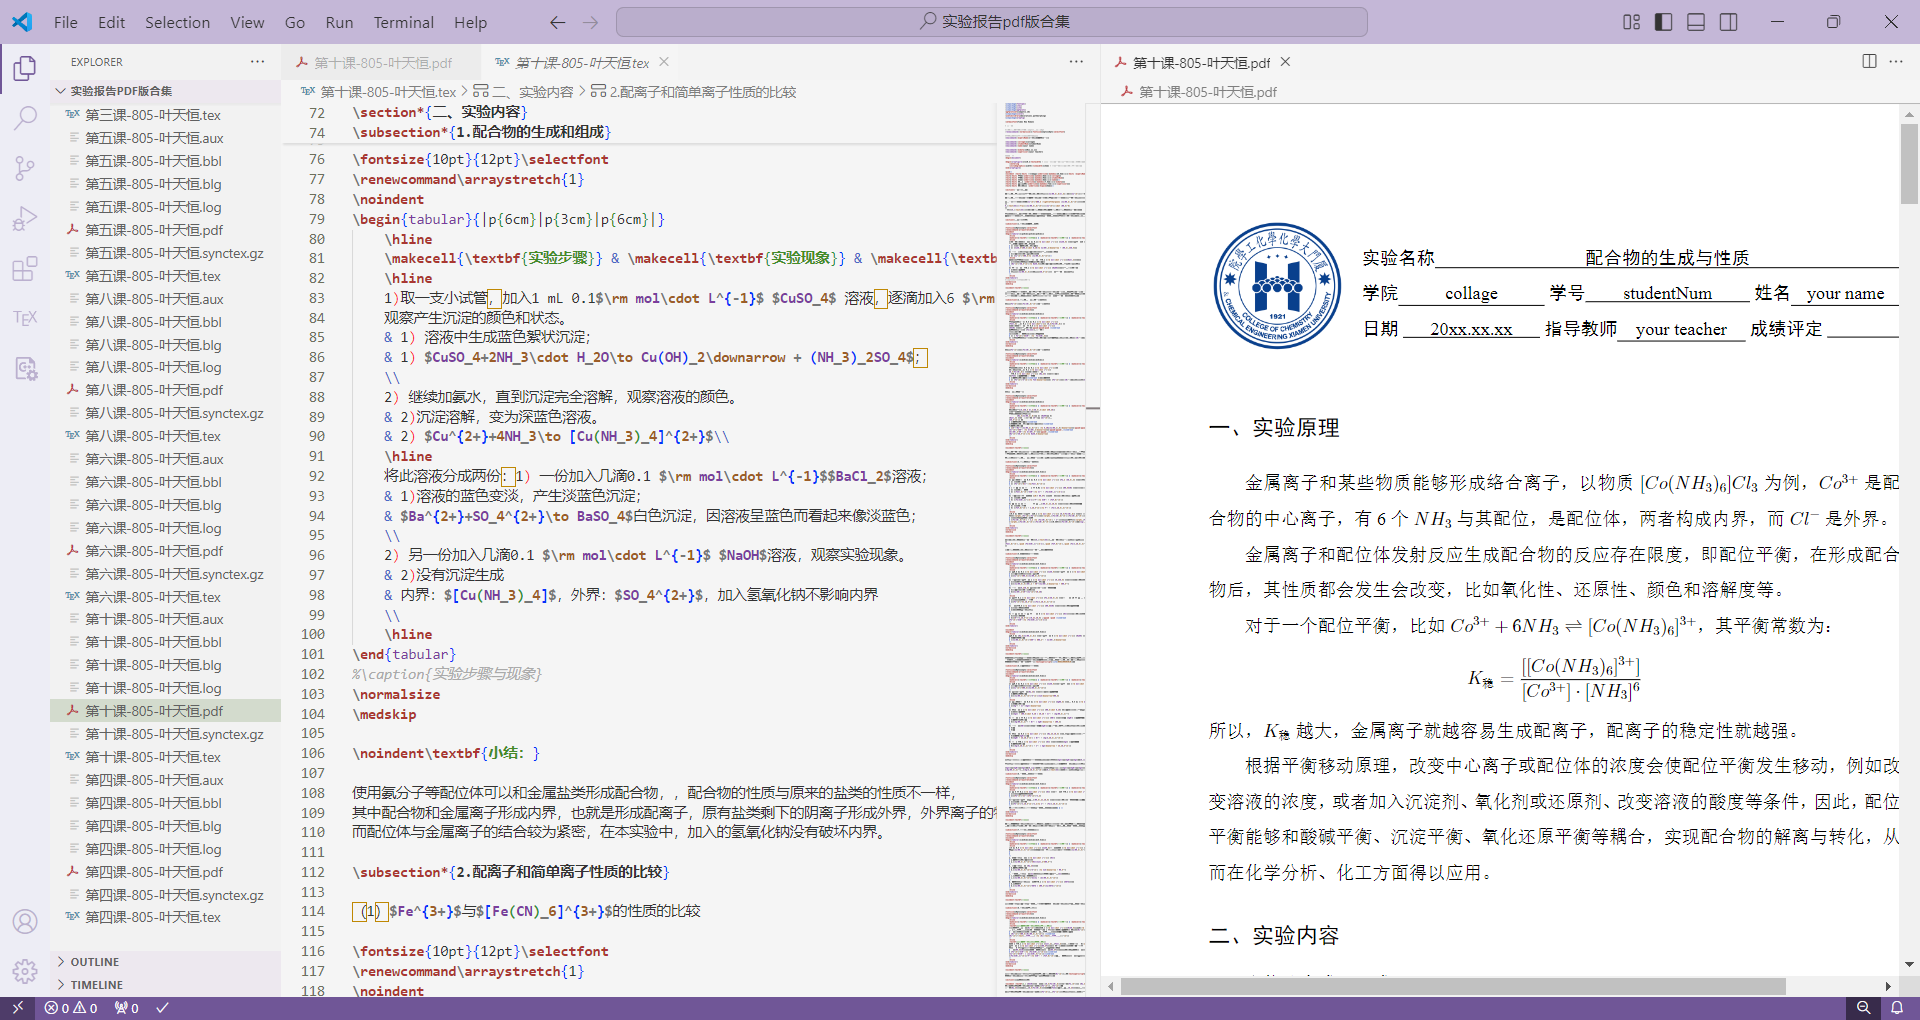 File Edit Selection View Go Run Terminal Help
实验报告pdf版合集
EXPLORER
实验报告PDF版合集
第三课-805-叶天恒.tex
第五课-805-叶天恒.aux
第五课-805-叶天恒.bbl
第五课-805-叶天恒.blg
第五课-805-叶天恒.log
第五课-805-叶天恒.pdf
第五课-805-叶天恒.synctex.gz
第五课-805-叶天恒.tex
第八课-805-叶天恒.aux
第八课-805-叶天恒.bbl
第八课-805-叶天恒.blg
第八课-805-叶天恒.log
第八课-805-叶天恒.pdf
第八课-805-叶天恒.synctex.gz
第八课-805-叶天恒.tex
第六课-805-叶天恒.aux
第六课-805-叶天恒.bbl
第六课-805-叶天恒.blg
第六课-805-叶天恒.log
第六课-805-叶天恒.pdf
第六课-805-叶天恒.synctex.gz
第六课-805-叶天恒.tex
第十课-805-叶天恒.aux
第十课-805-叶天恒.bbl
第十课-805-叶天恒.blg
第十课-805-叶天恒.log
第十课-805-叶天恒.pdf
第十课-805-叶天恒.synctex.gz
第十课-805-叶天恒.tex
第四课-805-叶天恒.aux
第四课-805-叶天恒.bbl
第四课-805-叶天恒.blg
第四课-805-叶天恒.log
第四课-805-叶天恒.pdf
第四课-805-叶天恒.synctex.gz
第四课-805-叶天恒.tex
OUTLINE
TIMELINE
第十课-805-叶天恒.pdf
第十课-805-叶天恒.tex
第十课-805-叶天恒.tex > 二、实验内容 > 2.配离子和简单离子性质的比较
72 \section*{二、实验内容}
74 \subsection*{1.配合物的生成和组成}
76 \fontsize{10pt}{12pt}\selectfont
77 \renewcommand\arraystretch{1}
78 \noindent
79 \begin{tabular}{|p{6cm}|p{3cm}|p{6cm}|}
80 \hline
81 \makecell{\textbf{实验步骤}} & \makecell{\textbf{实验现象}} & \makecell{\textb
82 \hline
83 1)取一支小试管，加入1 mL 0.1$\rm mol\cdot L^{-1}$ $CuSO_4$ 溶液，逐滴加入6 $\rm
84 观察产生沉淀的颜色和状态。
85 & 1）溶液中生成蓝色絮状沉淀；
86 & 1）$CuSO_4+2NH_3\cdot H_2O\to Cu(OH)_2\downarrow + (NH_3)_2SO_4$；
87 \\
88 2）继续加氨水，直到沉淀完全溶解，观察溶液的颜色。
89 & 2)沉淀溶解，变为深蓝色溶液。
90 & 2）$Cu^{2+}+4NH_3\to [Cu(NH_3)_4]^{2+}$\\
91 \hline
92 将此溶液分成两份：1）一份加入几滴0.1 $\rm mol\cdot L^{-1}$$BaCl_2$溶液；
93 & 1)溶液的蓝色变淡，产生淡蓝色沉淀；
94 & $Ba^{2+}+SO_4^{2+}\to BaSO_4$白色沉淀，因溶液呈蓝色而看起来像淡蓝色；
95 \\
96 2）另一份加入几滴0.1 $\rm mol\cdot L^{-1}$ $NaOH$溶液，观察实验现象。
97 & 2)没有沉淀生成
98 & 内界：$[Cu(NH_3)_4]$，外界：$SO_4^{2+}$，加入氢氧化钠不影响内界
99 \\
100 \hline
101 \end{tabular}
102 %\caption{实验步骤与现象}
103 \normalsize
104 \medskip
105
106 \noindent\textbf{小结：}
107
108 使用氨分子等配位体可以和金属盐类形成配合物，，配合物的性质与原来的盐类的性质不一样，
109 其中配合物和金属离子形成内界，也就是形成配离子，原有盐类剩下的阴离子形成外界，外界离子的
110 而配位体与金属离子的结合较为紧密，在本实验中，加入的氢氧化钠没有破坏内界。
111
112 \subsection*{2.配离子和简单离子性质的比较}
113
114 （1）$Fe^{3+}$与$[Fe(CN)_6]^{3+}$的性质的比较
115
116 \fontsize{10pt}{12pt}\selectfont
117 \renewcommand\arraystretch{1}
118 \noindent
第十课-805-叶天恒.pdf
第十课-805-叶天恒.pdf
院學工化學化學大門廈
1921
COLLEGE OF CHEMISTRY & CHEMICAL ENGINEERING XIAMEN UNIVERSITY
实验名称 配合物的生成与性质
学院 collage 学号 studentNum 姓名 your name
日期 20xx.xx.xx 指导教师 your teacher 成绩评定
一、实验原理
金属离子和某些物质能够形成络合离子，以物质 [Co(NH₃)₆]Cl₃ 为例，Co³⁺ 是配
合物的中心离子，有 6 个 NH₃ 与其配位，是配位体，两者构成内界，而 Cl⁻ 是外界。
金属离子和配位体发射反应生成配合物的反应存在限度，即配位平衡，在形成配合
物后，其性质都会发生会改变，比如氧化性、还原性、颜色和溶解度等。
对于一个配位平衡，比如 Co³⁺ + 6NH₃ ⇌ [Co(NH₃)₆]³⁺，其平衡常数为：
K稳 = [[Co(NH₃)₆]³⁺] / [Co³⁺] · [NH₃]⁶
所以，K稳 越大，金属离子就越容易生成配离子，配离子的稳定性就越强。
根据平衡移动原理，改变中心离子或配位体的浓度会使配位平衡发生移动，例如改
变溶液的浓度，或者加入沉淀剂、氧化剂或还原剂、改变溶液的酸度等条件，因此，配位
平衡能够和酸碱平衡、沉淀平衡、氧化还原平衡等耦合，实现配合物的解离与转化，从
而在化学分析、化工方面得以应用。
二、实验内容
0 0 0